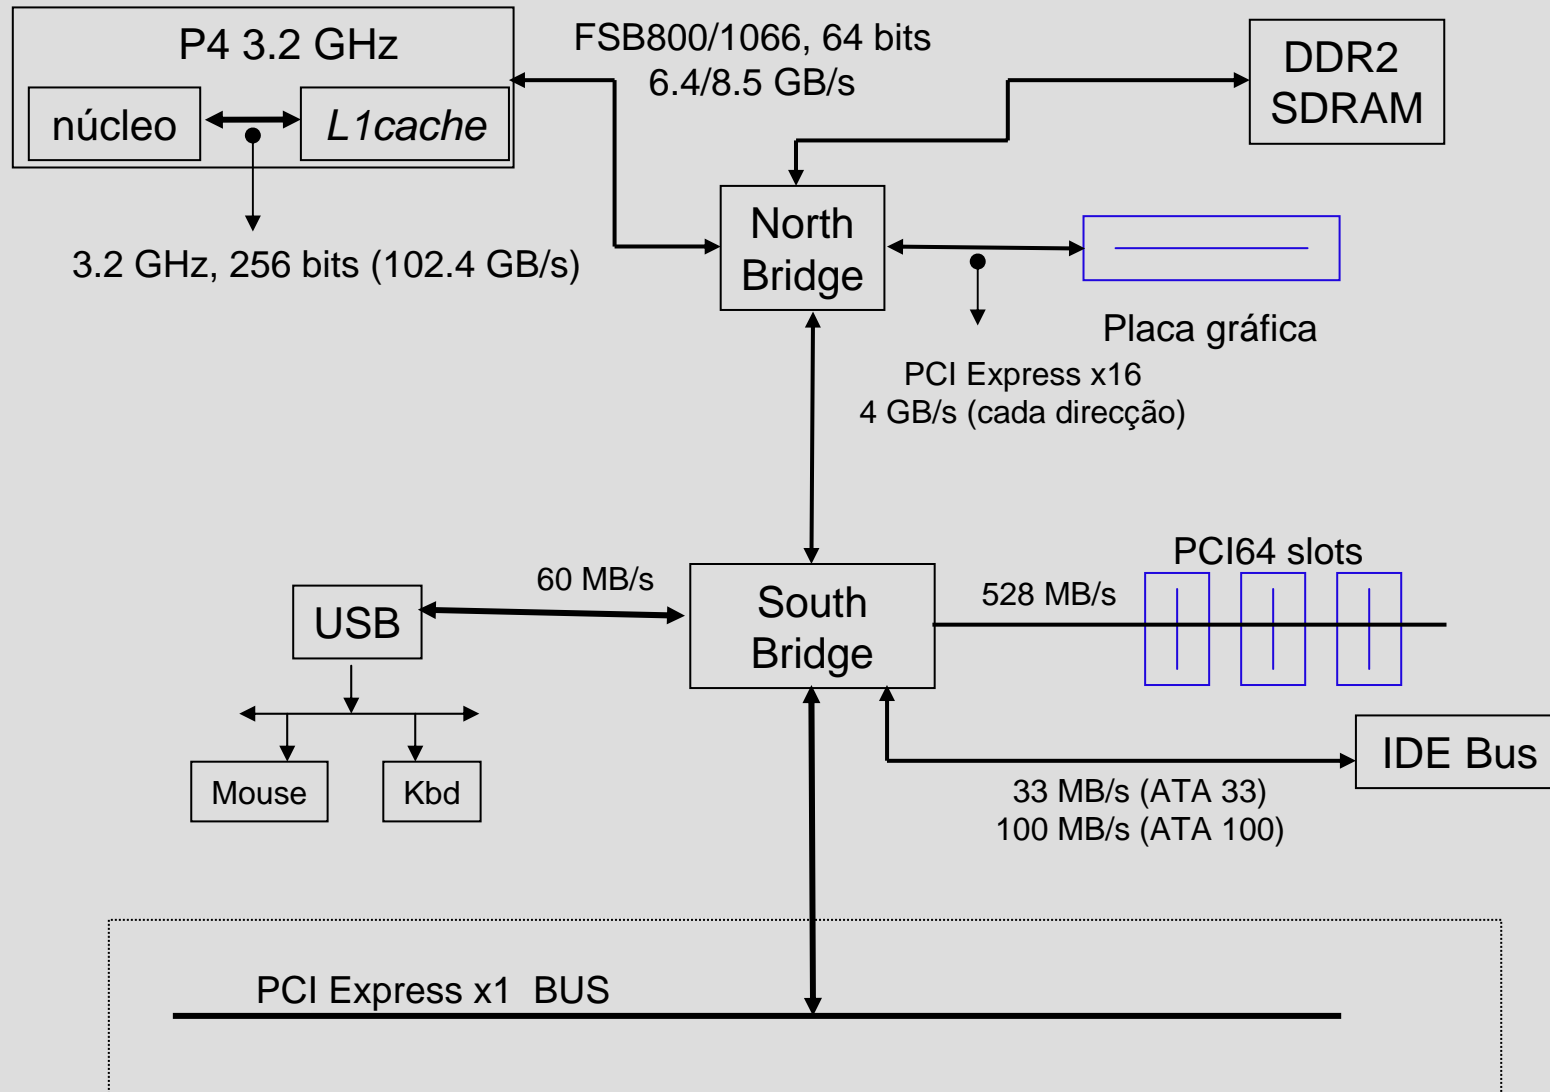 P4 3.2 GHz
núcleo
L1cache
3.2 GHz, 256 bits (102.4 GB/s)
FSB800/1066, 64 bits
6.4/8.5 GB/s
DDR2
SDRAM
North
Bridge
Placa gráfica
PCI Express x16
4 GB/s (cada direcção)
60 MB/s
USB
Mouse
Kbd
South
Bridge
528 MB/s
PCI64 slots
IDE Bus
33 MB/s (ATA 33)
100 MB/s (ATA 100)
PCI Express x1 BUS